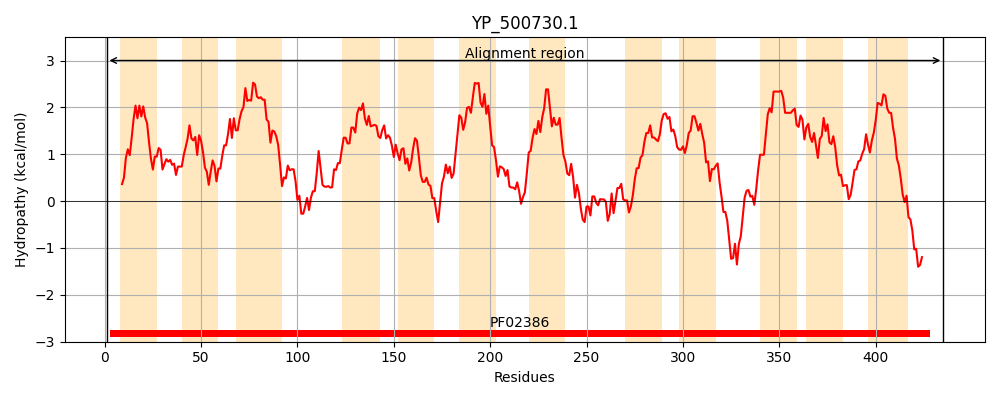 YP_500730.1
Alignment region
3
2
1
0
−1
−2
−3
Hydropathy (kcal/mol)
PF02386
0 50 100 150 200 250 300 350 400
Residues